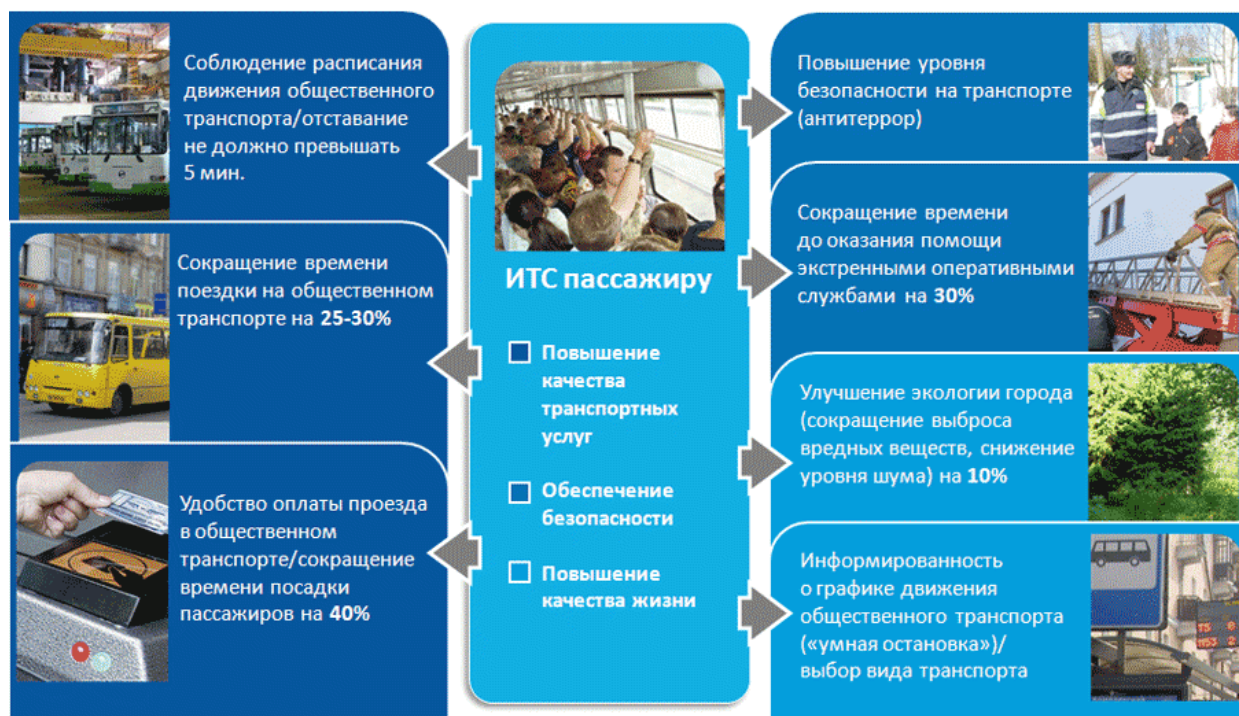 Соблюдение расписания
движения общественного
транспорта/отставание
не должно превышать
5 мин.
Сокращение времени
поездки на общественном
транспорте на 25-30%
Удобство оплаты проезда
в общественном
транспорте/сокращение
времени посадки
пассажиров на 40%
ИТС пассажиру
Повышение
качества
транспортных
услуг
Обеспечение
безопасности
Повышение
качества жизни
Повышение уровня
безопасности на транспорте
(антитеррор)
Сокращение времени
до оказания помощи
экстренными оперативными
службами на 30%
Улучшение экологии города
(сокращение выброса
вредных веществ, снижение
уровня шума) на 10%
Информированность
о графике движения
общественного транспорта
(«умная остановка»)/
выбор вида транспорта